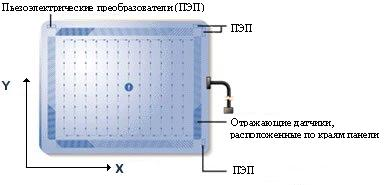 Пьезоэлектрические преобразователи (ПЭП)
ПЭП
Y
Отражающие датчики,
расположенные по краям панели
X
ПЭП